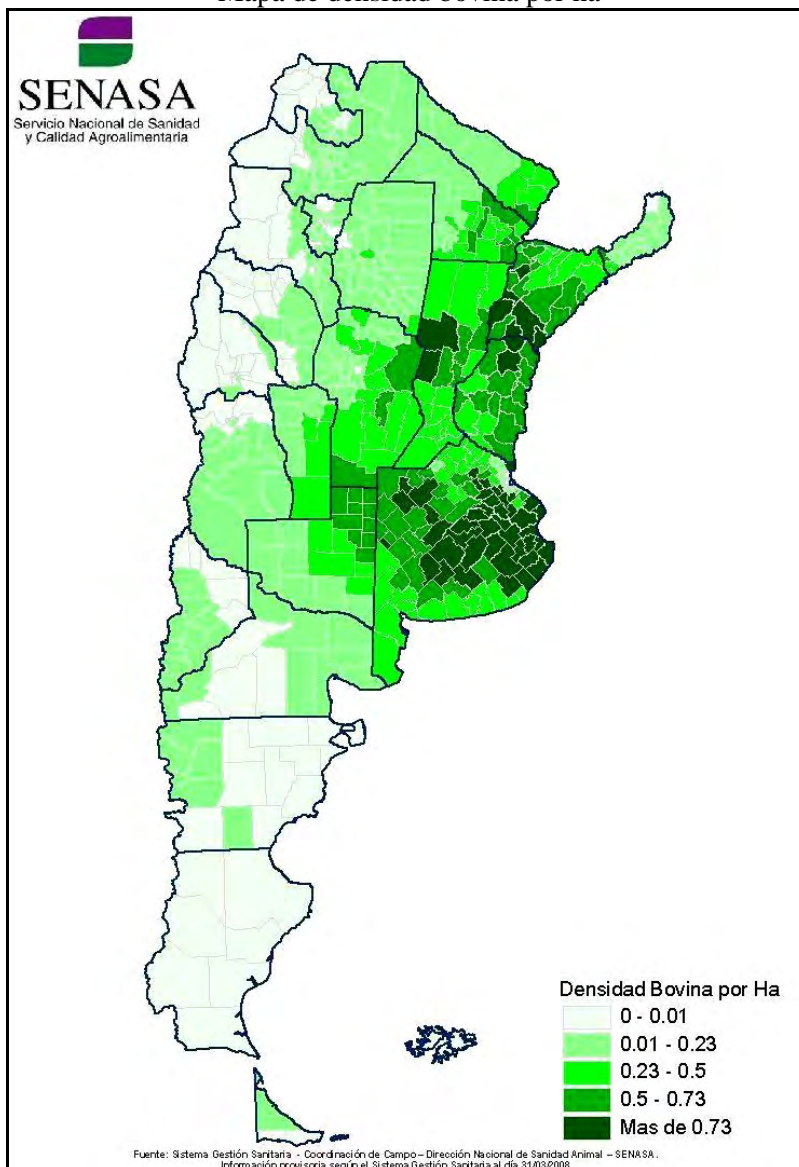 Mapa de densidad bovina por ha
SENASA
Servicio Nacional de Sanidad
y Calidad Agroalimentaria
Densidad Bovina por Ha
0 - 0.01
0.01 - 0.23
0.23 - 0.5
0.5 - 0.73
Mas de 0.73
Fuente: Sistema Gestión Sanitaria - Coordinación de Campo – Dirección Nacional de Sanidad Animal – SENASA.
Información provisoria según el Sistema Gestión Sanitaria al día 31/03/2008